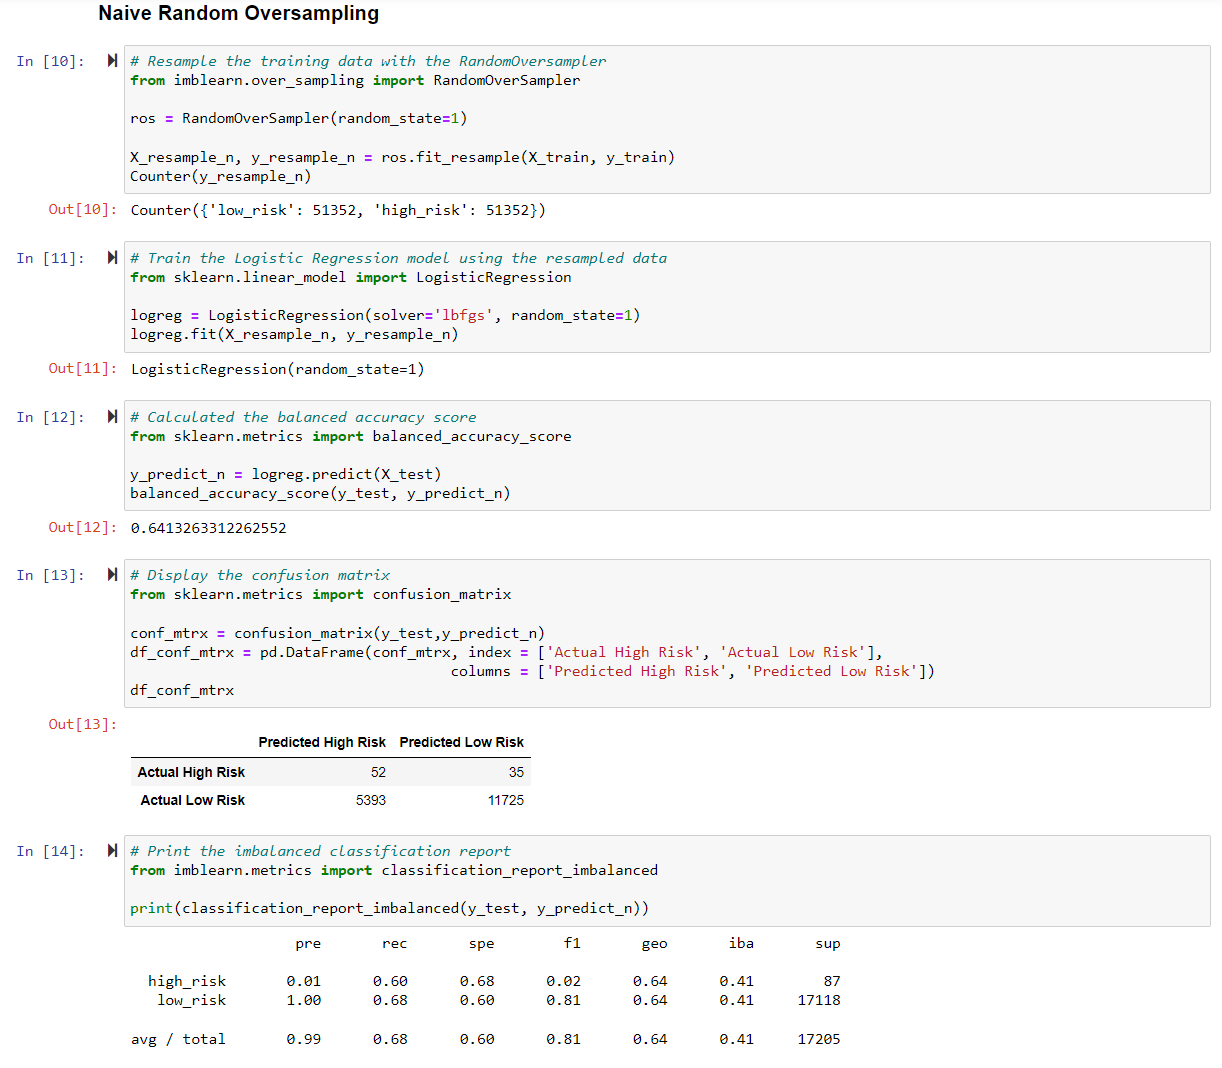 Naive Random Oversampling
In [10]:
# Resample the training data with the RandomOversampler
from imblearn.over_sampling import RandomOverSampler
ros = RandomOverSampler(random_state=1)
X_resample_n, y_resample_n = ros.fit_resample(X_train, y_train)
Counter(y_resample_n)
Out[10]: Counter({'low_risk': 51352, 'high_risk': 51352})
In [11]:
# Train the Logistic Regression model using the resampled data
from sklearn.linear_model import LogisticRegression
logreg = LogisticRegression(solver='lbfgs', random_state=1)
logreg.fit(X_resample_n, y_resample_n)
Out[11]: LogisticRegression(random_state=1)
In [12]:
# Calculated the balanced accuracy score
from sklearn.metrics import balanced_accuracy_score
y_predict_n = logreg.predict(X_test)
balanced_accuracy_score(y_test, y_predict_n)
Out[12]: 0.6413263312262552
In [13]:
# Display the confusion matrix
from sklearn.metrics import confusion_matrix
conf_mtrx = confusion_matrix(y_test,y_predict_n)
df_conf_mtrx = pd.DataFrame(conf_mtrx, index = ['Actual High Risk', 'Actual Low Risk'],
columns = ['Predicted High Risk', 'Predicted Low Risk'])
df_conf_mtrx
Out[13]:
Predicted High Risk Predicted Low Risk
Actual High Risk 52 35
Actual Low Risk 5393 11725
In [14]:
# Print the imbalanced classification report
from imblearn.metrics import classification_report_imbalanced
print(classification_report_imbalanced(y_test, y_predict_n))
pre rec spe f1 geo iba sup
high_risk 0.01 0.60 0.68 0.02 0.64 0.41 87
low_risk 1.00 0.68 0.60 0.81 0.64 0.41 17118
avg / total 0.99 0.68 0.60 0.81 0.64 0.41 17205